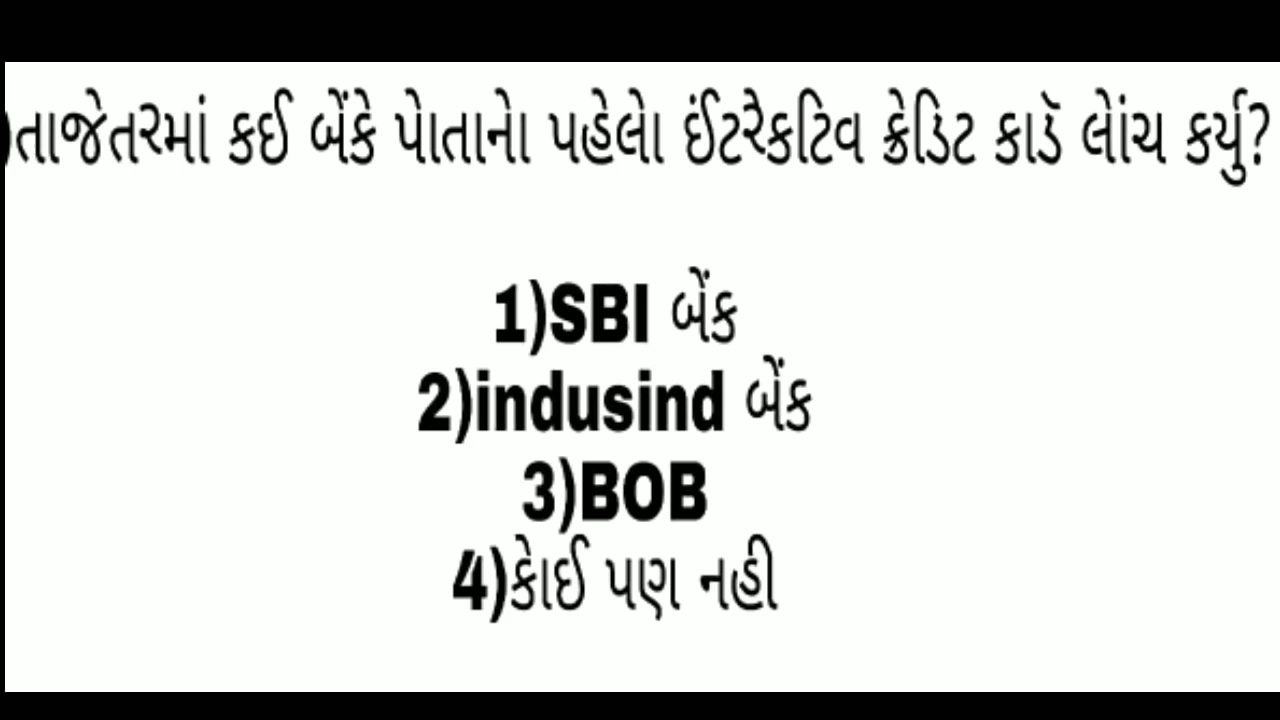 )તાજેતરમાં કઈ બેંકે પોતાનો પહેલો ઈંટરેકટિવ ક્રેડિટ કાર્ડ લોંચ કર્યુ?
1)SBI બેંક
2)indusind બેંક
3)BOB
4)કોઈ પણ નહી